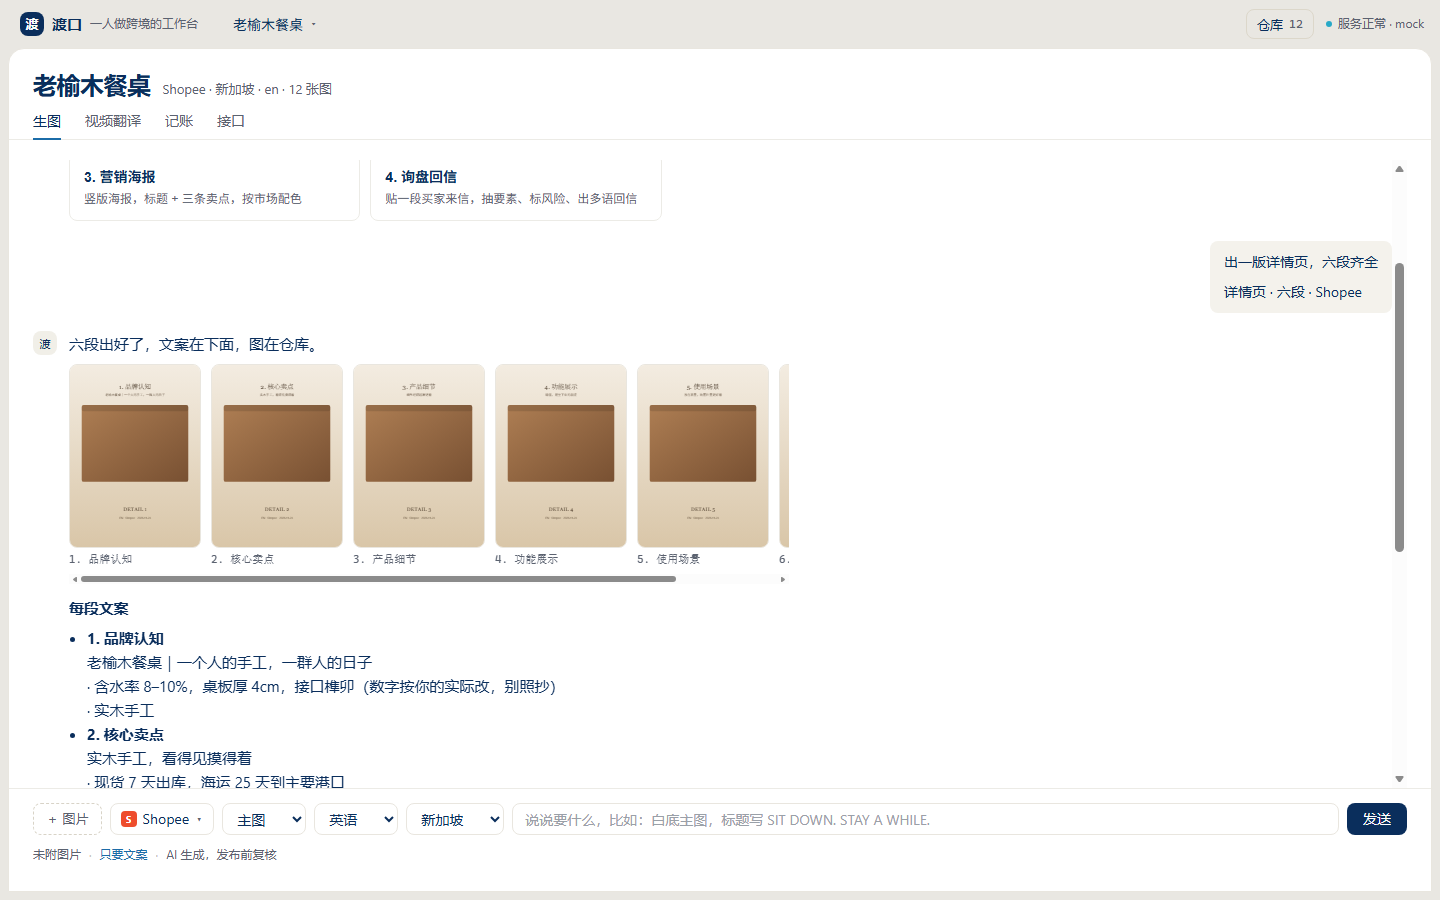 渡 渡口 一人做跨境的工作台 老榆木餐桌 仓库 12 服务正常 · mock
老榆木餐桌 Shopee · 新加坡 · en · 12 张图
生图 视频翻译 记账 接口
3. 营销海报
竖版海报，标题 + 三条卖点，按市场配色
4. 询盘回信
贴一段买家来信，抽要素、标风险、出多语回信
出一版详情页，六段齐全
详情页 · 六段 · Shopee
渡 六段出好了，文案在下面，图在仓库。
1. 品牌认知
2. 核心卖点
3. 产品细节
4. 功能展示
5. 使用场景
DETAIL 1
DETAIL 2
DETAIL 3
DETAIL 4
DETAIL 5
1. 品牌认知 2. 核心卖点 3. 产品细节 4. 功能展示 5. 使用场景 6.
每段文案
• 1. 品牌认知
老榆木餐桌 | 一个人的手工，一群人的日子
· 含水率 8–10%，桌板厚 4cm，接口榫卯（数字按你的实际改，别照抄）
· 实木手工
• 2. 核心卖点
实木手工，看得见摸得着
· 现货 7 天出库，海运 25 天到主要港口
+ 图片 S Shopee 主图 英语 新加坡 说说要什么，比如：白底主图，标题写 SIT DOWN. STAY A WHILE. 发送
未附图片 · 只要文案 · AI 生成，发布前复核